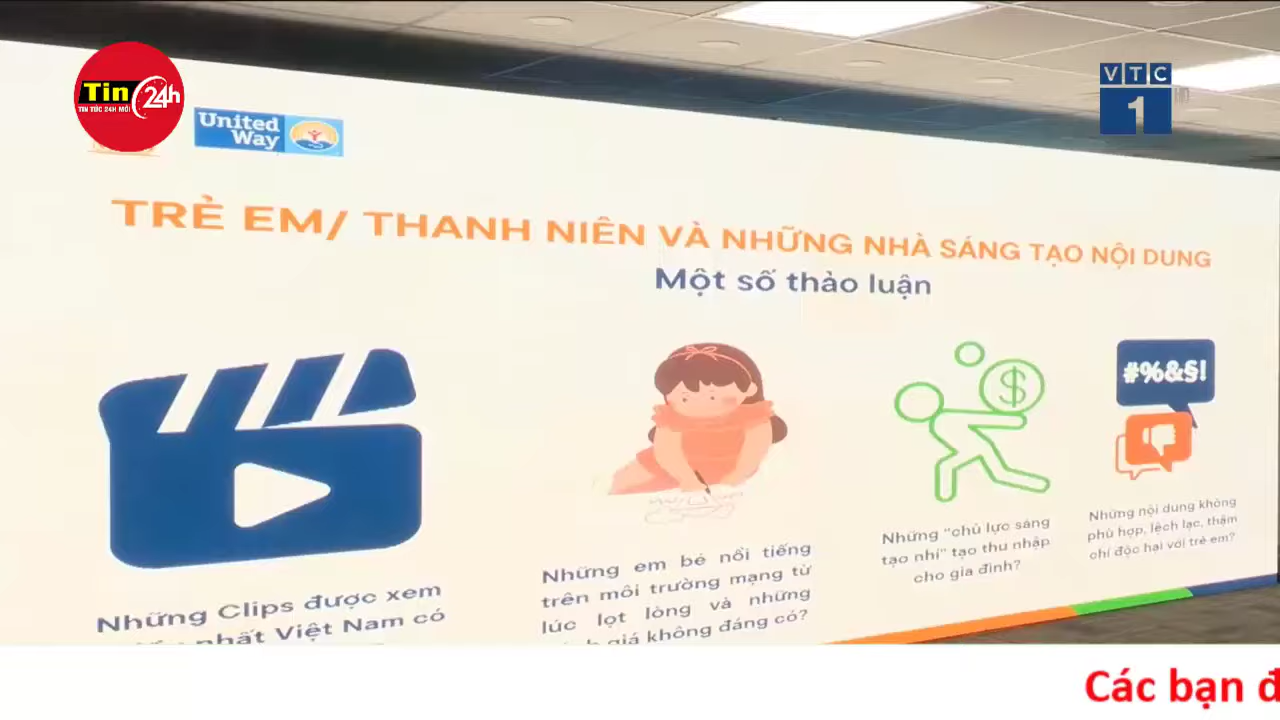 Tin 24h
TIN TỨC 24H MỚI
United
Way
VTC
1
TRẺ EM/ THANH NIÊN VÀ NHỮNG NHÀ SÁNG TẠO NỘI DUNG
Một số thảo luận
$
#%&§!
Những Clips được xem
nhất Việt Nam có
Những em bé nổi tiếng
trên môi trường mạng từ
lúc lọt lòng và những
giá không đáng có?
Những “chủ lực sáng
tạo nhí” tạo thu nhập
cho gia đình?
Những nội dung không
phù hợp, lệch lạc, thậm
chí độc hại với trẻ em?
Các bạn